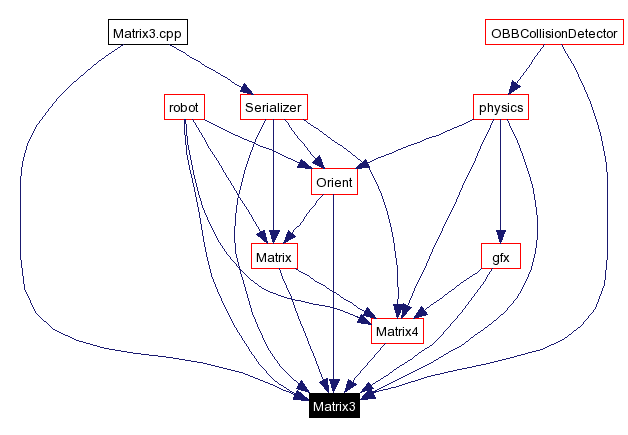 Matrix3.cpp
OBBCollisionDetector
robot
Serializer
physics
Orient
Matrix
gfx
Matrix4
Matrix3